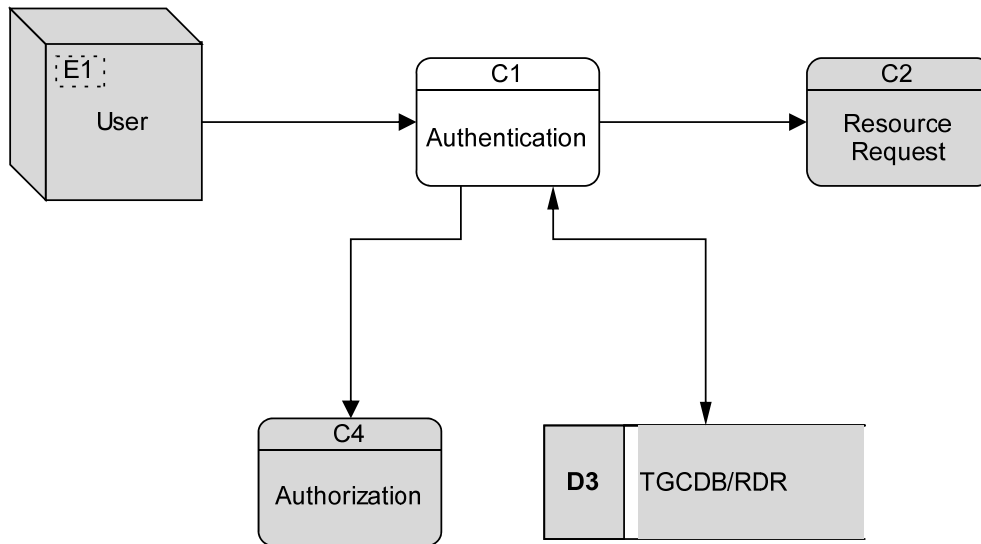 E1
User
C1
Authentication
C2
Resource
Request
C4
Authorization
D3
TGCDB/RDR